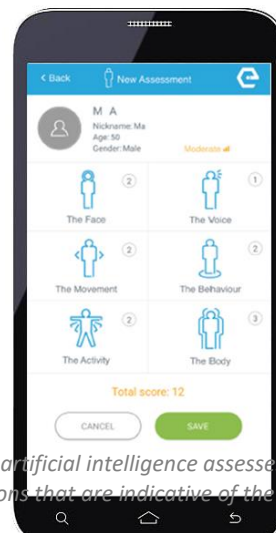 < Back New Assessment
M A
Nickname: Ma
Age: 50
Gender: Male Moderate
2 1
The Face The Voice
2 2
The Movement The Behaviour
2 3
The Activity The Body
Total score: 12
CANCEL SAVE
artificial intelligence assesse
ons that are indicative of the